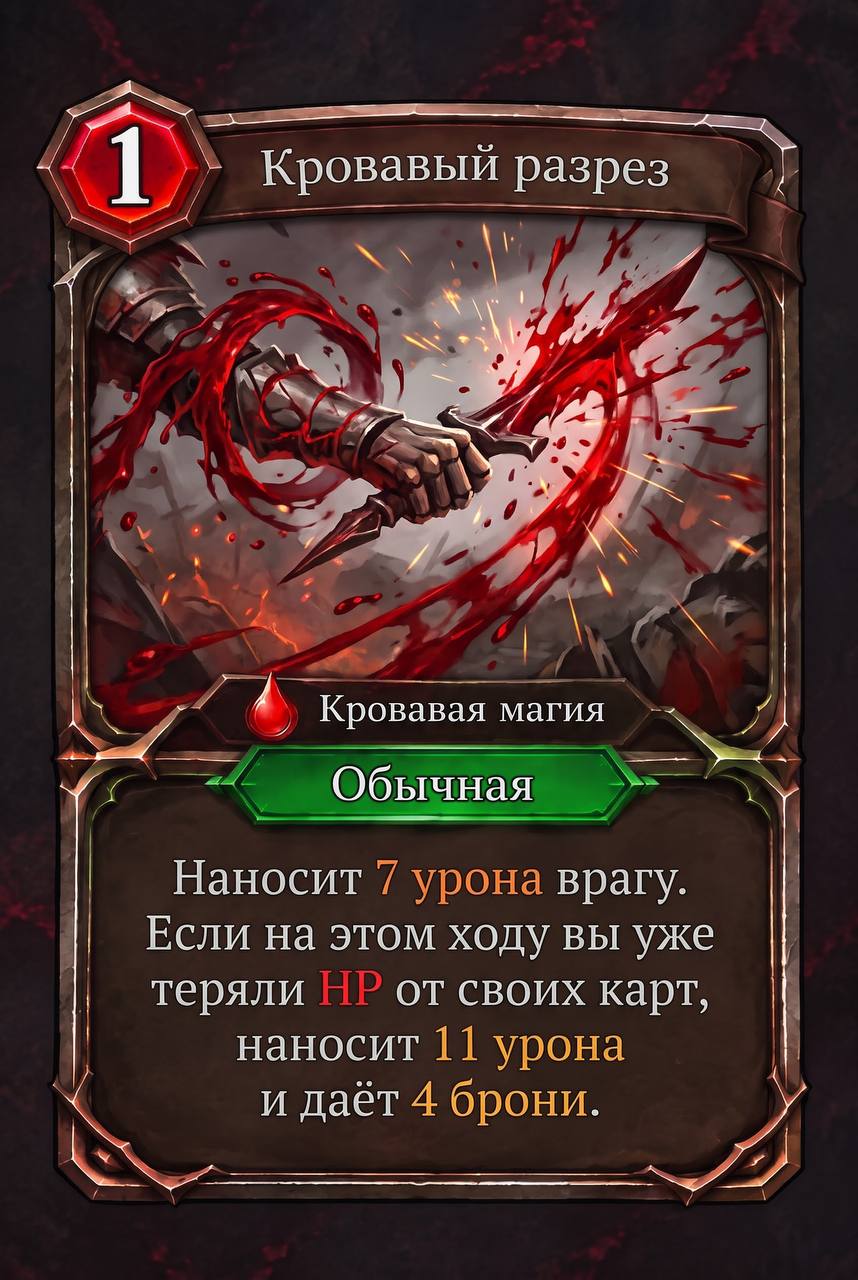 1
Кровавый разрез
Кровавая магия
Обычная
Наносит 7 урона врагу.
Если на этом ходу вы уже
теряли HP от своих карт,
наносит 11 урона
и даёт 4 брони.